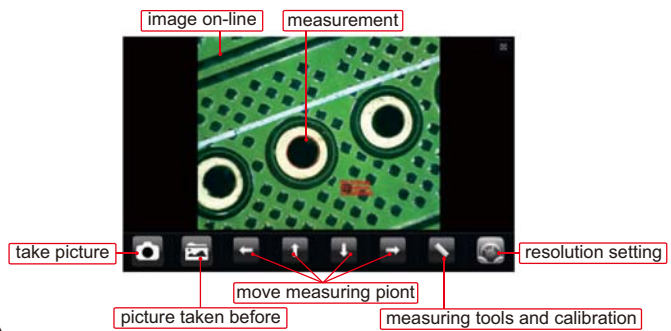 image on-line
measurement
take picture
resolution setting
move measuring piont
picture taken before
measuring tools and calibration